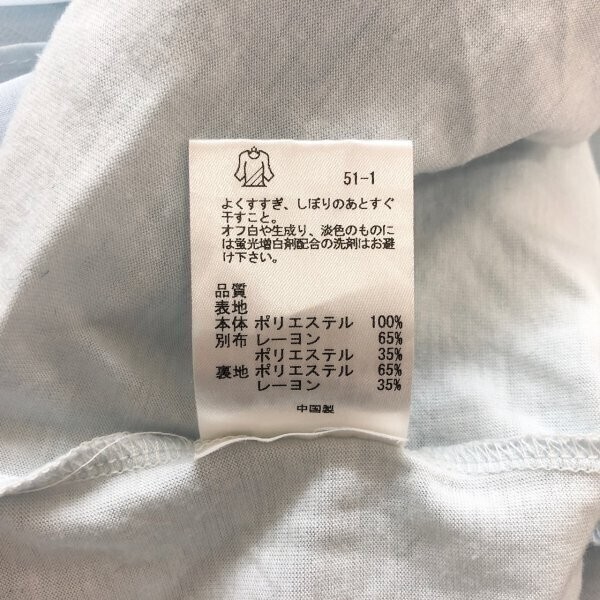 51-1
よくすすぎ、しぼりのあとすぐ
干すこと。
オフ白や生成り、淡色のものに
は蛍光増白剤配合の洗剤はお避
け下さい。
品質
表地
本体 ポリエステル 100%
別布 レーヨン 65%
ポリエステル 35%
裏地 ポリエステル 65%
レーヨン 35%
中国製